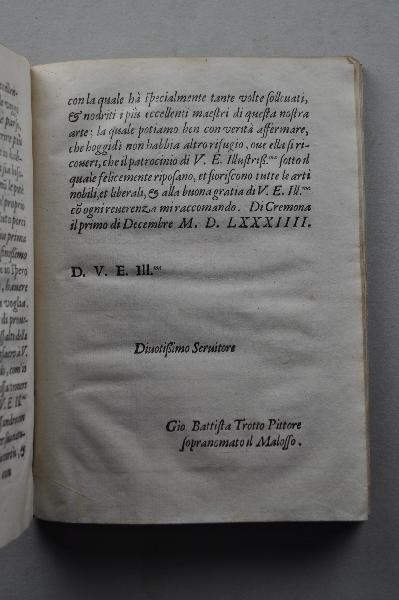 con la quale hà specialmente tante volte solleuati,
& nodriti i più eccellenti maestri di questa nostra
arte: la quale potiamo ben con verità affermare,
che hoggidì non habbia altro rifugio, oue ella si ri-
coueri, che il patrocinio di V. E. Illustriß.ma sotto il
quale felicemente riposano, et fioriscono tutte le arti
nobili, et liberali, & alla buona gratia di V. E. Ill.ma
cõ ogni reuerenza mi raccomando. Di Cremona
il primo di Decembre M. D. LXXXIIII.
D. V. E. Ill.ma
Diuotißimo Seruitore
Gio. Battista Trotto Pittore
sopranomato il Malosso.